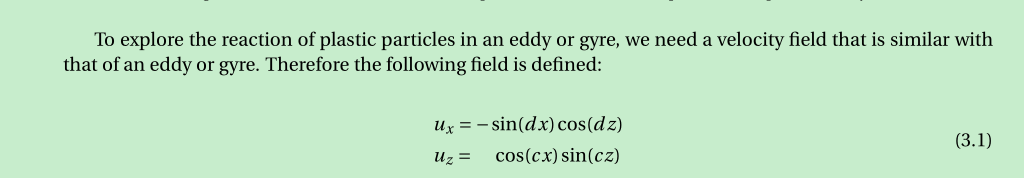 To explore the reaction of plastic particles in an eddy or gyre, we need a velocity field that is similar with
that of an eddy or gyre. Therefore the following field is defined:
u_x = − sin(dx) cos(dz)
u_z = cos(cx) sin(cz)
(3.1)